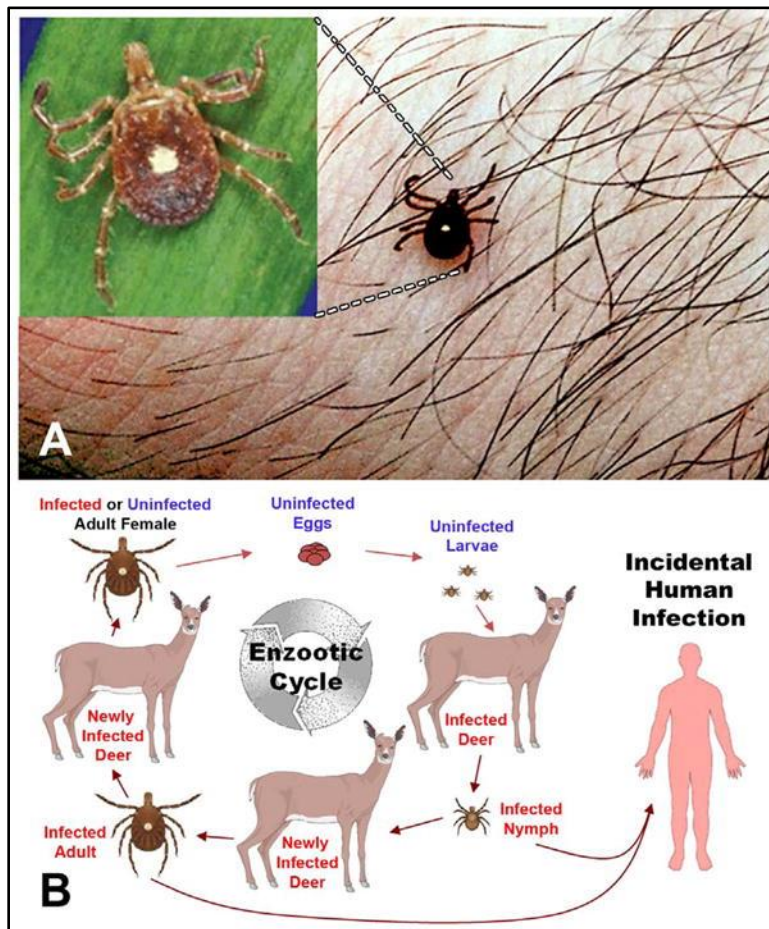 A
Infected or Uninfected
Adult Female
Uninfected
Eggs
Uninfected
Larvae
Incidental
Human
Infection
Enzootic
Cycle
Newly
Infected
Deer
Infected
Deer
Infected
Adult
Newly
Infected
Deer
Infected
Nymph
B